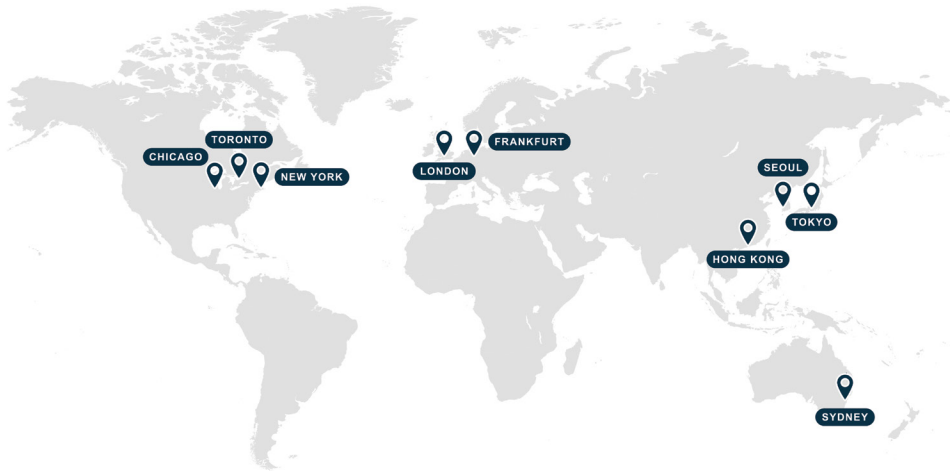 TORONTO
CHICAGO
NEW YORK
LONDON
FRANKFURT
SEOUL
TOKYO
HONG KONG
SYDNEY